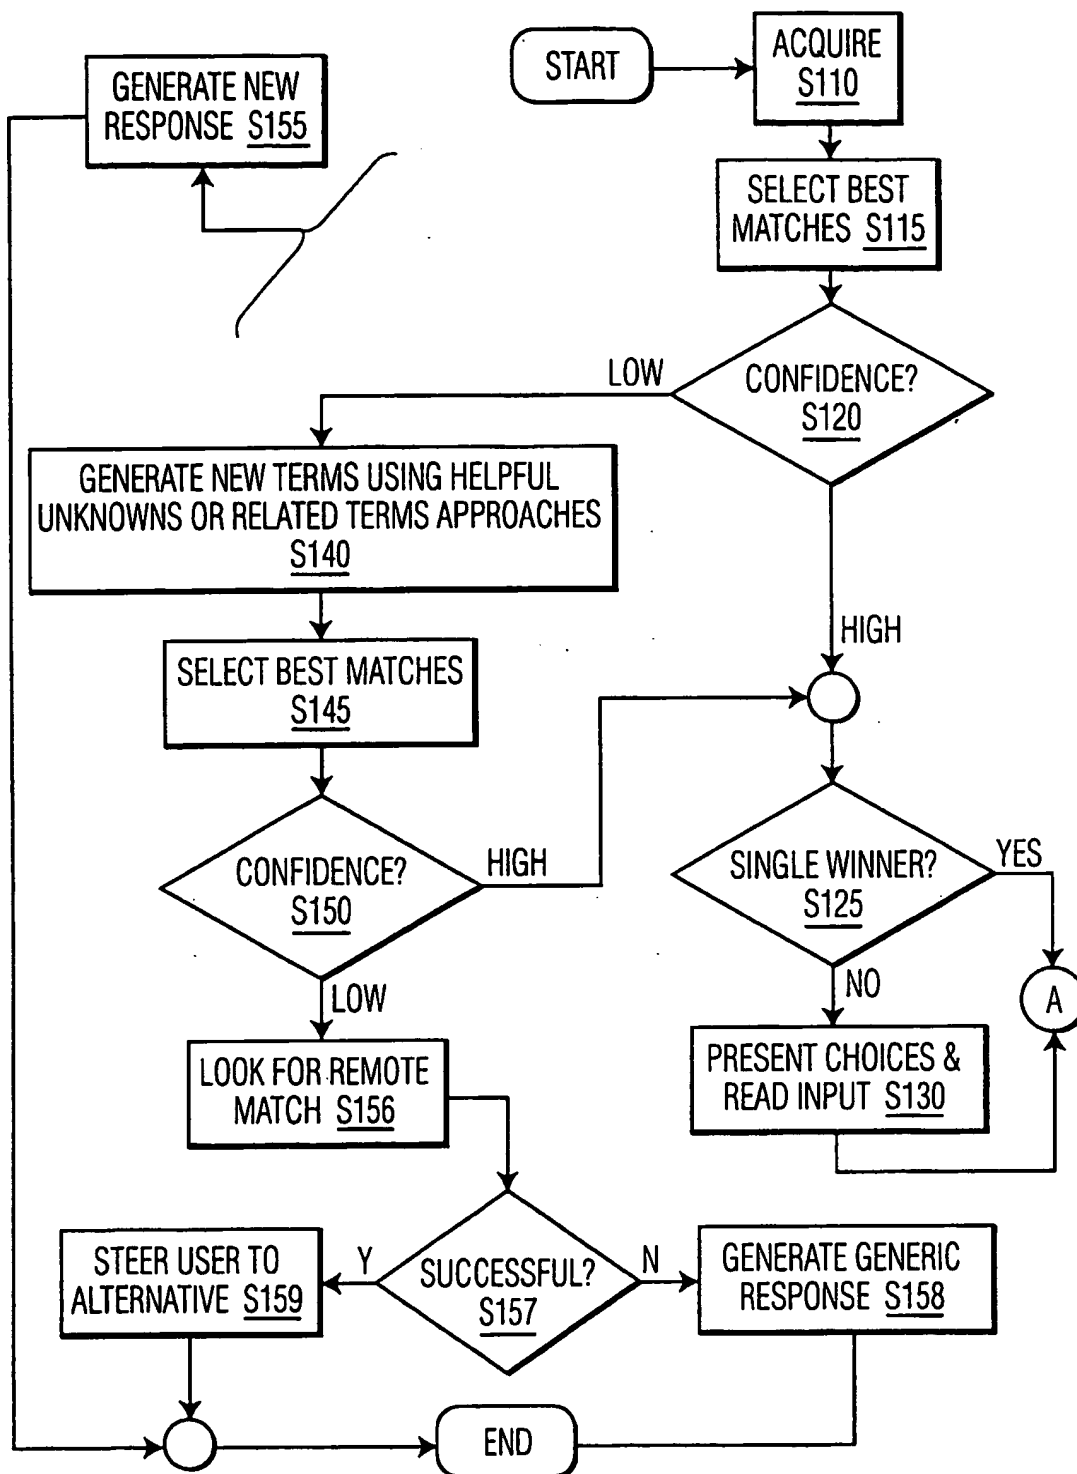 START
ACQUIRE
S110
GENERATE NEW
RESPONSE S155
SELECT BEST
MATCHES S115
CONFIDENCE?
S120
LOW
HIGH
GENERATE NEW TERMS USING HELPFUL
UNKNOWNS OR RELATED TERMS APPROACHES
S140
SELECT BEST MATCHES
S145
CONFIDENCE?
S150
HIGH
LOW
SINGLE WINNER?
S125
YES
NO
A
PRESENT CHOICES &
READ INPUT S130
LOOK FOR REMOTE
MATCH S156
SUCCESSFUL?
S157
Y
N
STEER USER TO
ALTERNATIVE S159
GENERATE GENERIC
RESPONSE S158
END